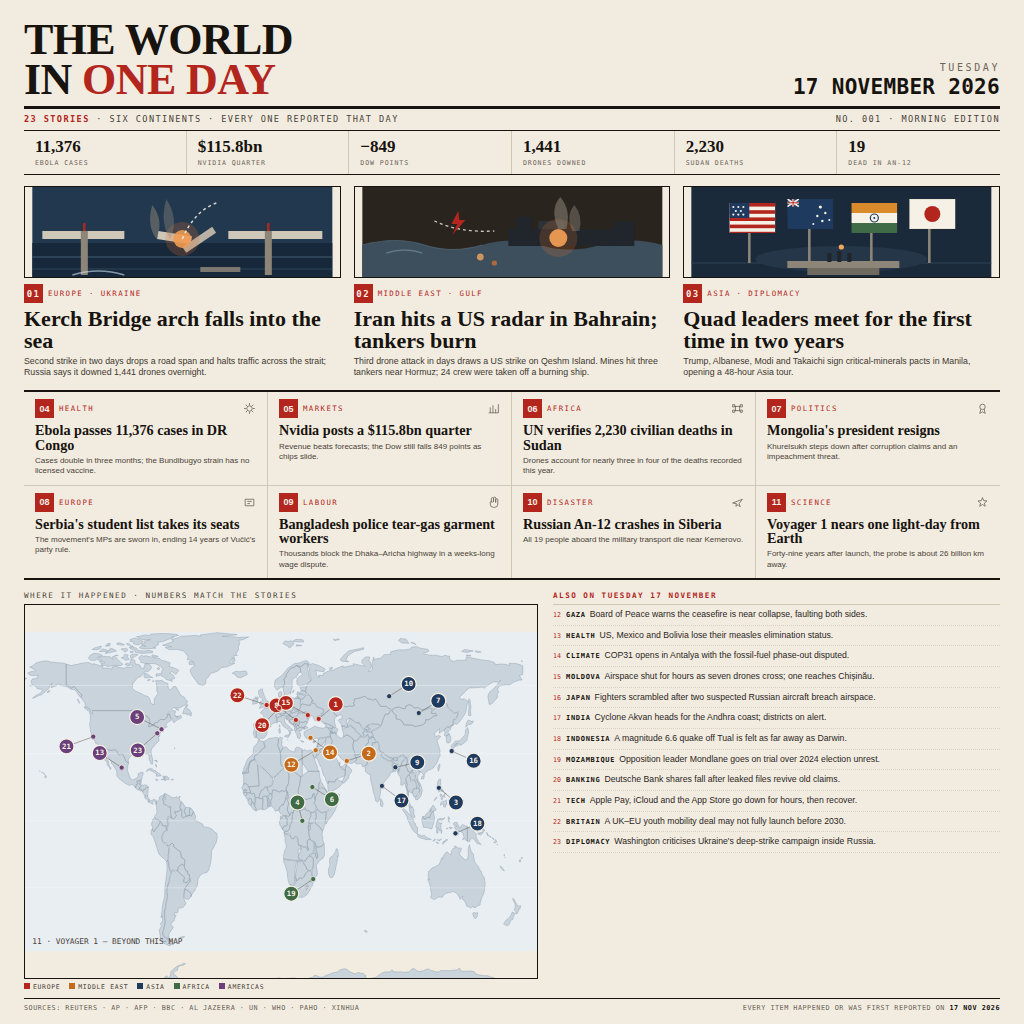 THE WORLD
IN ONE DAY
TUESDAY
17 NOVEMBER 2026
23 STORIES · SIX CONTINENTS · EVERY ONE REPORTED THAT DAY
NO. 001 · MORNING EDITION
11,376
EBOLA CASES
$115.8bn
NVIDIA QUARTER
−849
DOW POINTS
1,441
DRONES DOWNED
2,230
SUDAN DEATHS
19
DEAD IN AN-12
01 EUROPE · UKRAINE
Kerch Bridge arch falls into the
sea
Second strike in two days drops a road span and halts traffic across the strait;
Russia says it downed 1,441 drones overnight.
02 MIDDLE EAST · GULF
Iran hits a US radar in Bahrain;
tankers burn
Third drone attack in days draws a US strike on Qeshm Island. Mines hit three
tankers near Hormuz; 24 crew were taken off a burning ship.
03 ASIA · DIPLOMACY
Quad leaders meet for the first
time in two years
Trump, Albanese, Modi and Takaichi sign critical-minerals pacts in Manila,
opening a 48-hour Asia tour.
04 HEALTH
Ebola passes 11,376 cases in DR
Congo
Cases double in three months; the Bundibugyo strain has no
licensed vaccine.
05 MARKETS
Nvidia posts a $115.8bn quarter
Revenue beats forecasts; the Dow still falls 849 points as
chips slide.
06 AFRICA
UN verifies 2,230 civilian deaths in
Sudan
Drones account for nearly three in four of the deaths recorded
this year.
07 POLITICS
Mongolia's president resigns
Khurelsukh steps down after corruption claims and an
impeachment threat.
08 EUROPE
Serbia's student list takes its seats
The movement's MPs are sworn in, ending 14 years of Vučić's
party rule.
09 LABOUR
Bangladesh police tear-gas garment
workers
Thousands block the Dhaka–Aricha highway in a weeks-long
wage dispute.
10 DISASTER
Russian An-12 crashes in Siberia
All 19 people aboard the military transport die near Kemerovo.
11 SCIENCE
Voyager 1 nears one light-day from
Earth
Forty-nine years after launch, the probe is about 26 billion km
away.
WHERE IT HAPPENED · NUMBERS MATCH THE STORIES
10
22
7
8
15
1
5
20
21
13
23
14
2
12
9
16
4
6
17
3
18
19
11 · VOYAGER 1 — BEYOND THIS MAP
EUROPE MIDDLE EAST ASIA AFRICA AMERICAS
ALSO ON TUESDAY 17 NOVEMBER
12 GAZA Board of Peace warns the ceasefire is near collapse, faulting both sides.
13 HEALTH US, Mexico and Bolivia lose their measles elimination status.
14 CLIMATE COP31 opens in Antalya with the fossil-fuel phase-out disputed.
15 MOLDOVA Airspace shut for hours as seven drones cross; one reaches Chișinău.
16 JAPAN Fighters scrambled after two suspected Russian aircraft breach airspace.
17 INDIA Cyclone Akvan heads for the Andhra coast; districts on alert.
18 INDONESIA A magnitude 6.6 quake off Tual is felt as far away as Darwin.
19 MOZAMBIQUE Opposition leader Mondlane goes on trial over 2024 election unrest.
20 BANKING Deutsche Bank shares fall after leaked files revive old claims.
21 TECH Apple Pay, iCloud and the App Store go down for hours, then recover.
22 BRITAIN A UK–EU youth mobility deal may not fully launch before 2030.
23 DIPLOMACY Washington criticises Ukraine's deep-strike campaign inside Russia.
SOURCES: REUTERS · AP · AFP · BBC · AL JAZEERA · UN · WHO · PAHO · XINHUA
EVERY ITEM HAPPENED OR WAS FIRST REPORTED ON 17 NOV 2026